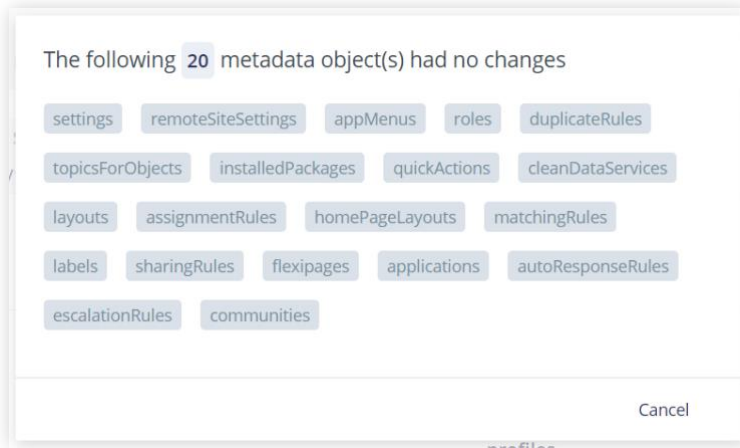 The following 20 metadata object(s) had no changes
settings remoteSiteSettings appMenus roles duplicateRules
topicsForObjects installedPackages quickActions cleanDataServices
layouts assignmentRules homePageLayouts matchingRules
labels sharingRules flexipages applications autoResponseRules
escalationRules communities
Cancel
profiles